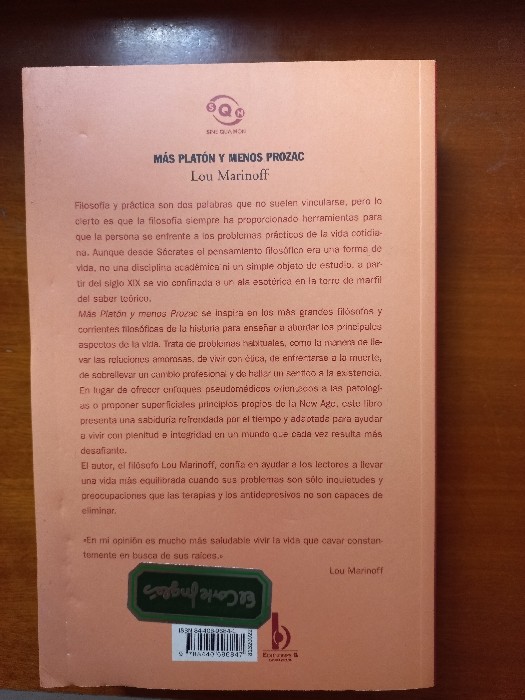 S Q N
SINE QUA NON
MÁS PLATÓN Y MENOS PROZAC
Lou Marinoff
Filosofía y práctica son dos palabras que no suelen vincularse, pero lo
cierto es que la filosofía siempre ha proporcionado herramientas para
que la persona se enfrente a los problemas prácticos de la vida cotidia-
na. Aunque desde Sócrates el pensamiento filosófico era una forma de
vida, no una disciplina académica ni un simple objeto de estudio, a par-
tir del siglo XIX se vio confinada a un ala esotérica en la torre de marfil
del saber teórico.
Más Platón y menos Prozac se inspira en los más grandes filósofos y
corrientes filosóficas de la historia para enseñar a abordar los principales
aspectos de la vida. Trata de problemas habituales, como la manera de lle-
var las relaciones amorosas, de vivir con ética, de enfrentarse a la muerte,
de sobrellevar un cambio profesional y de hallar un sentido a la existencia.
En lugar de ofrecer enfoques pseudomédicos orientados a las patologí-
as o proponer superficiales principios propios de la New Age, este libro
presenta una sabiduría refrendada por el tiempo y adaptada para ayudar
a vivir con plenitud e integridad en un mundo que cada vez resulta más
desafiante.
El autor, el filósofo Lou Marinoff, confía en ayudar a los lectores a llevar
una vida más equilibrada cuando sus problemas son sólo inquietudes y
preocupaciones que las terapias y los antidepresivos no son capaces de
eliminar.
«En mi opinión es mucho más saludable vivir la vida que cavar constan-
temente en busca de sus raíces.»
Lou Marinoff
El Corte Inglés
ISBN 84-406-9684-1
9 788440 696847
b
Ediciones B